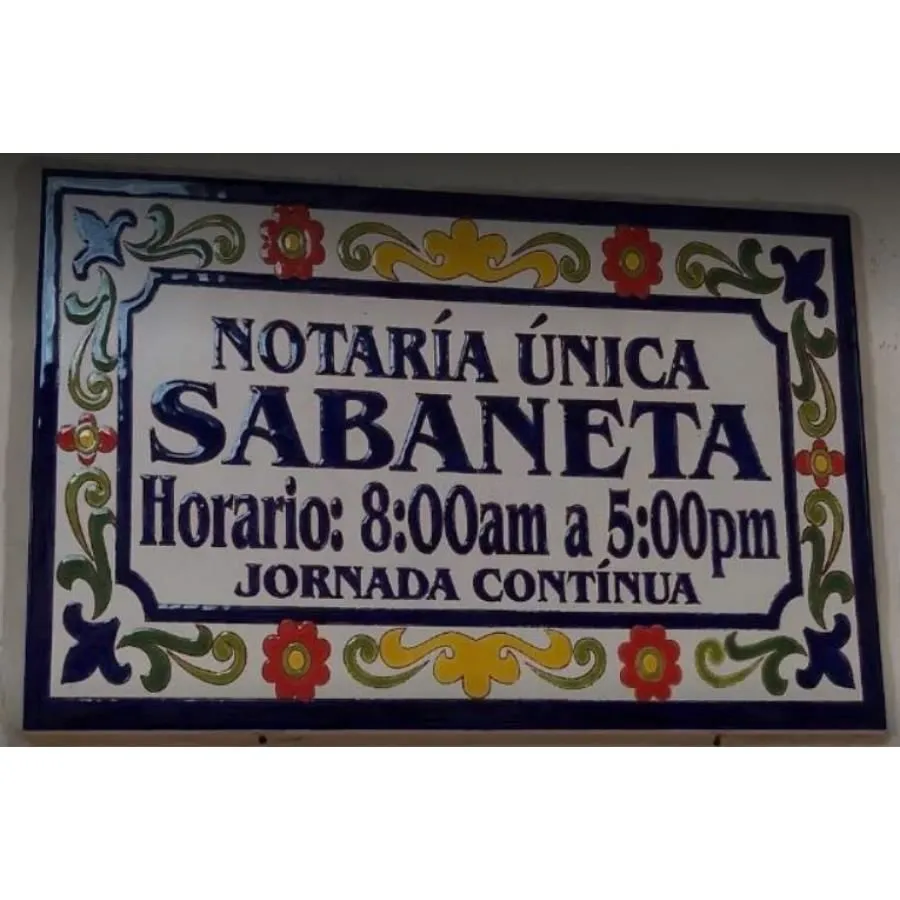 NOTARÍA ÚNICA
SABANETA
Horario: 8:00am a 5:00pm
JORNADA CONTÍNUA